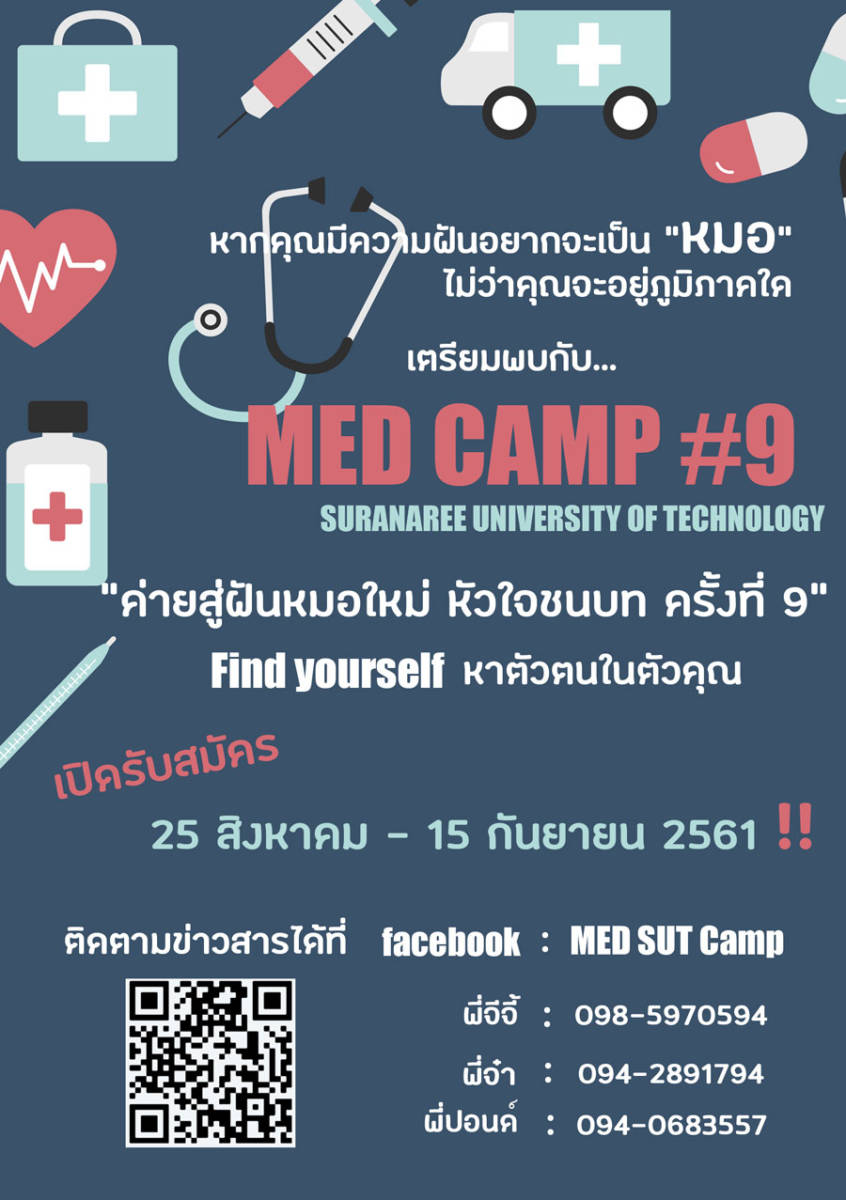 หากคุณมีความฝันอยากจะเป็น "หมอ"
ไม่ว่าคุณจะอยู่ภูมิภาคใด
เตรียมพบกับ...
MED CAMP #9
SURANAREE UNIVERSITY OF TECHNOLOGY
"ค่ายสู่ฝันหมอใหม่ หัวใจชนบท ครั้งที่ 9"
Find yourself หาตัวตนในตัวคุณ
เปิดรับสมัคร
25 สิงหาคม - 15 กันยายน 2561 !!
ติดตามข่าวสารได้ที่ facebook : MED SUT Camp
พี่จีจี้ : 098-5970594
พี่จ๋า : 094-2891794
พี่ปอนด์ : 094-0683557